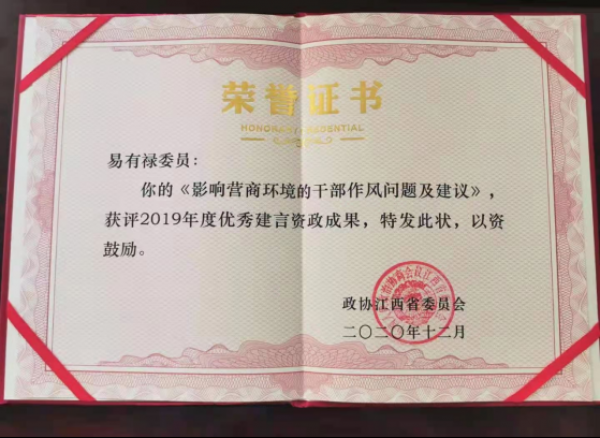 荣誉证书
HONORARY CREDENTIAL
易有禄委员：
你的《影响营商环境的干部作风问题及建议》，
获评2019年度优秀建言资政成果，特发此状，以资
鼓励。
政协江西省委员会
二〇二〇年十二月